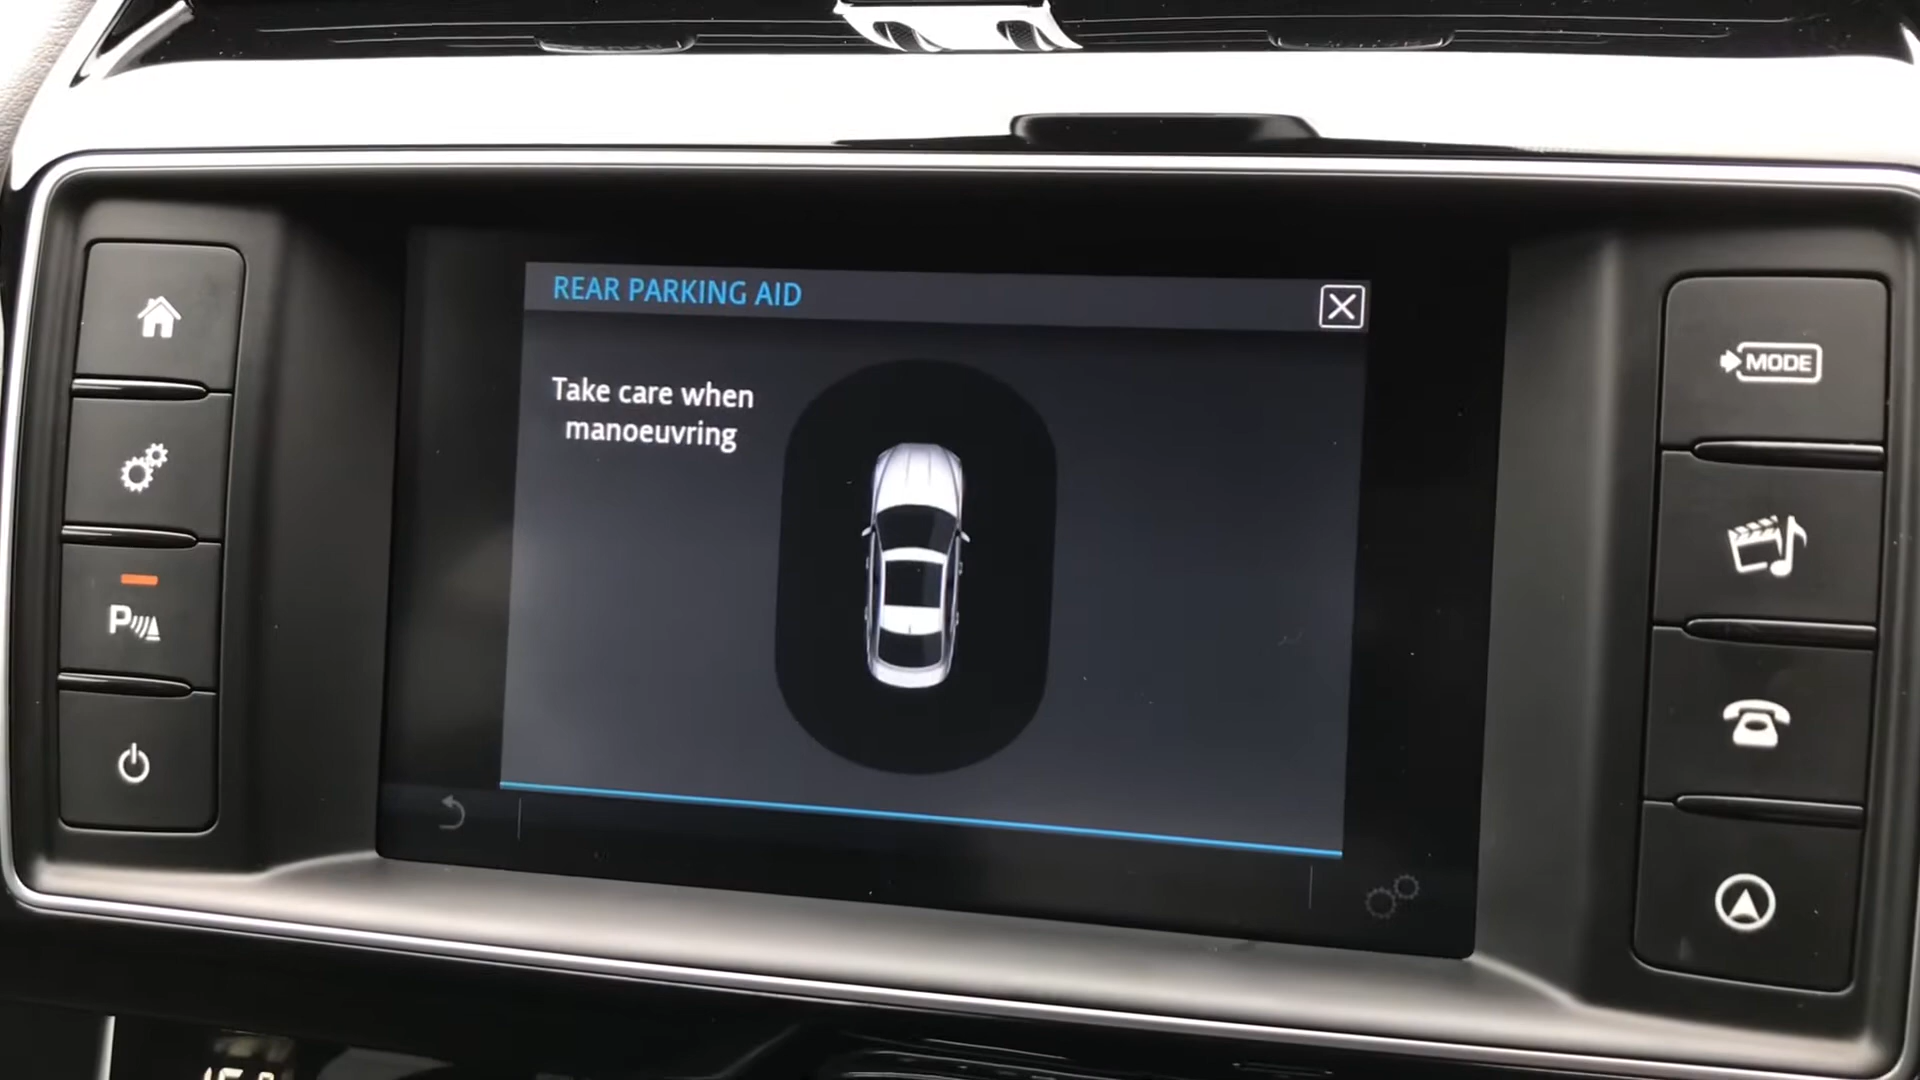 REAR PARKING AID
Take care when
manoeuvring
MODE
P